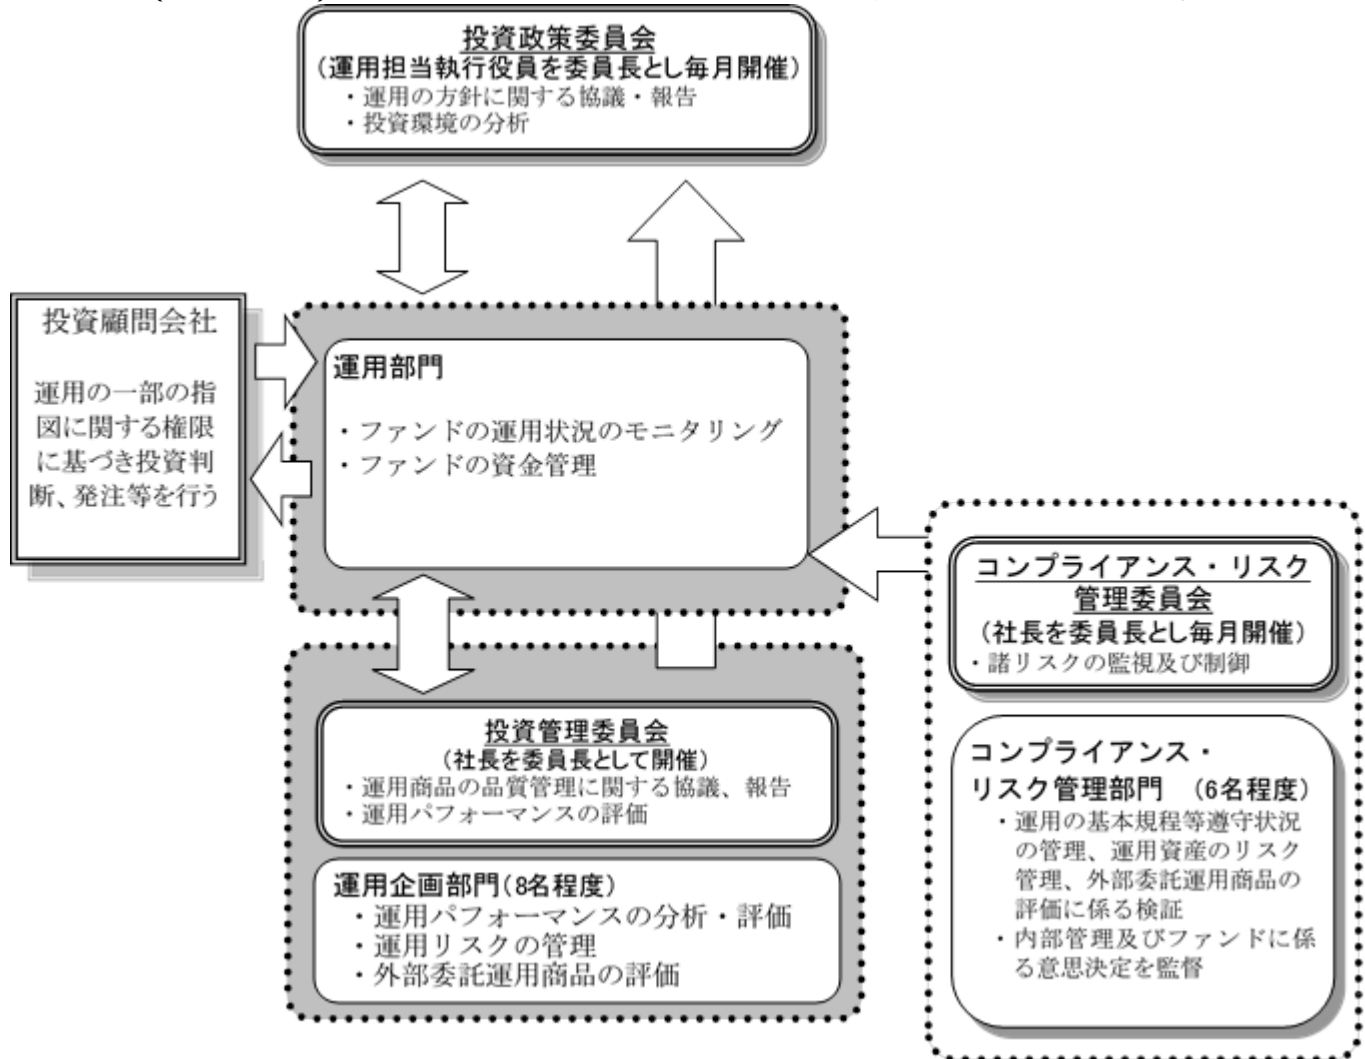 投資政策委員会
（運用担当執行役員を委員長とし毎月開催）
・運用の方針に関する協議・報告
・投資環境の分析
投資顧問会社
運用の一部の指
図に関する権限
に基づき投資判
断、発注等を行う
運用部門
・ファンドの運用状況のモニタリング
・ファンドの資金管理
コンプライアンス・リスク
管理委員会
（社長を委員長とし毎月開催）
・諸リスクの監視及び制御
投資管理委員会
（社長を委員長として開催）
・運用商品の品質管理に関する協議、報告
・運用パフォーマンスの評価
運用企画部門（8名程度）
・運用パフォーマンスの分析・評価
・運用リスクの管理
・外部委託運用商品の評価
コンプライアンス・
リスク管理部門　（6名程度）
・運用の基本規程等遵守状況
の管理、運用資産のリスク
管理、外部委託運用商品の
評価に係る検証
・内部管理及びファンドに係
る意思決定を監督